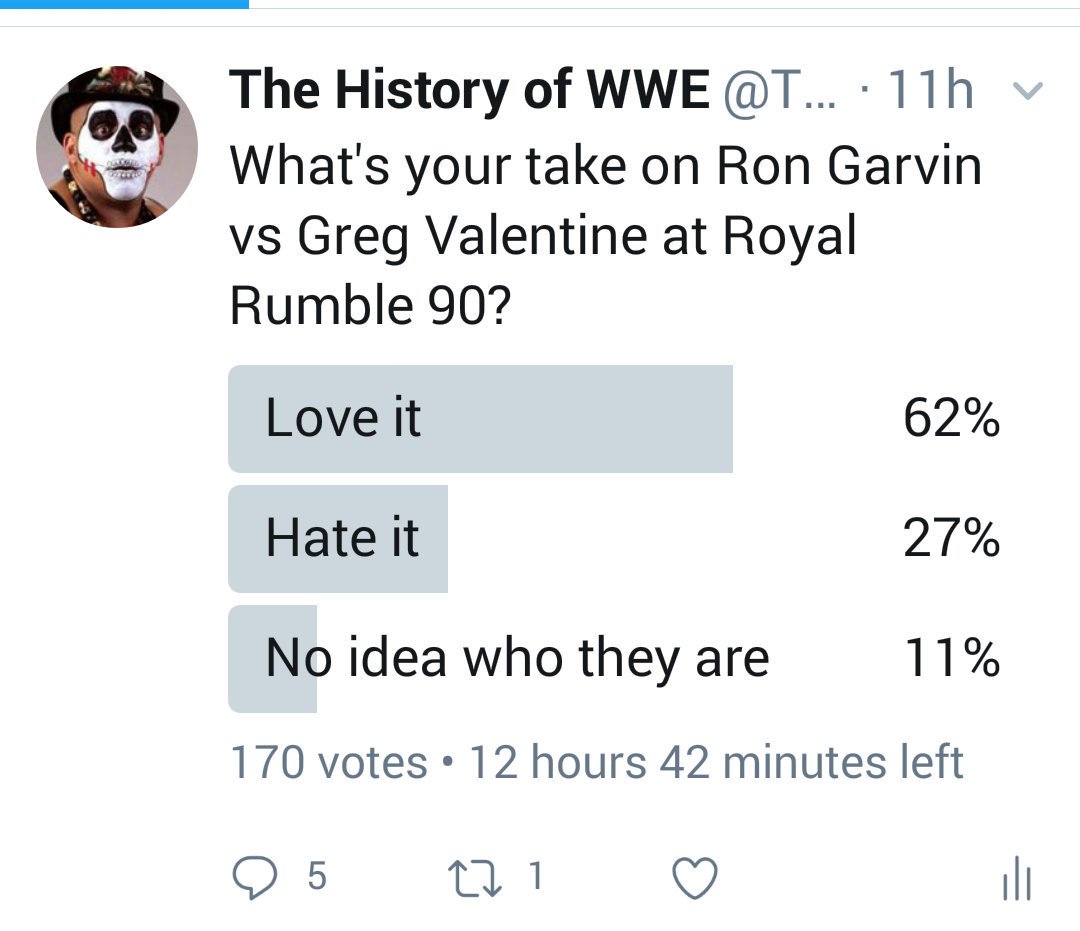 The History of WWE @T... · 11h
What's your take on Ron Garvin
vs Greg Valentine at Royal
Rumble 90?
Love it 62%
Hate it 27%
No idea who they are 11%
170 votes • 12 hours 42 minutes left
5 1